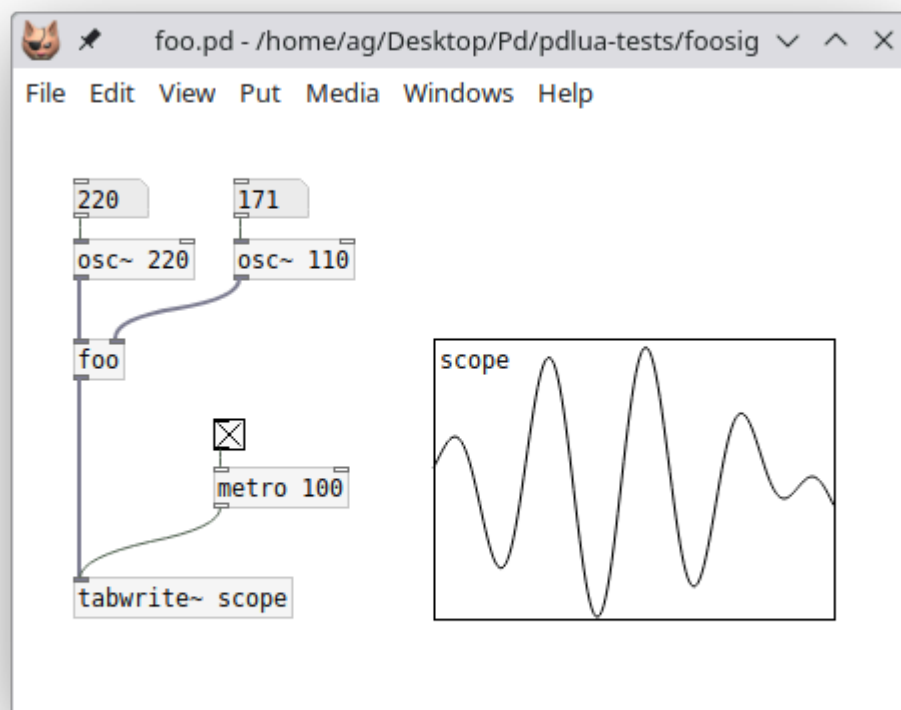 foo.pd - /home/ag/Desktop/Pd/pdlua-tests/foosig
File Edit View Put Media Windows Help
220 171
osc~ 220 osc~ 110
foo
scope
metro 100
tabwrite~ scope